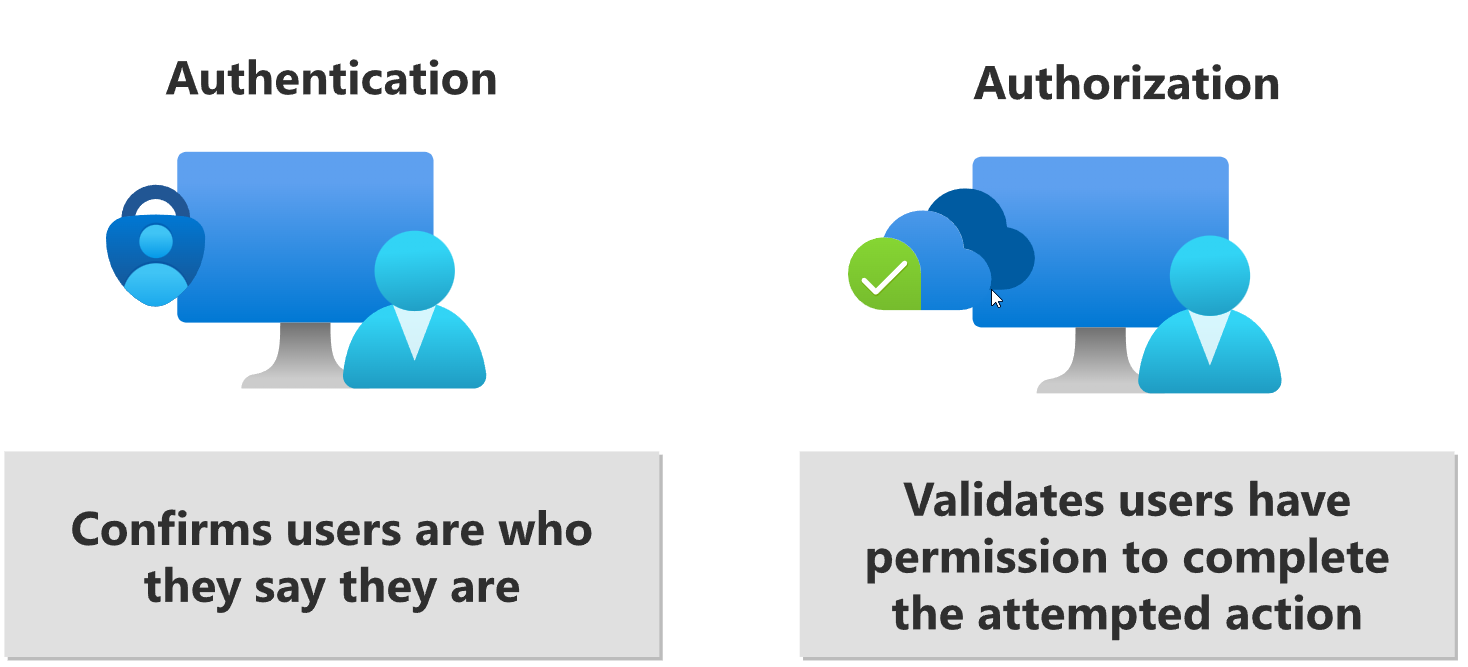 Authentication
Authorization
Confirms users are who
they say they are
Validates users have
permission to complete
the attempted action